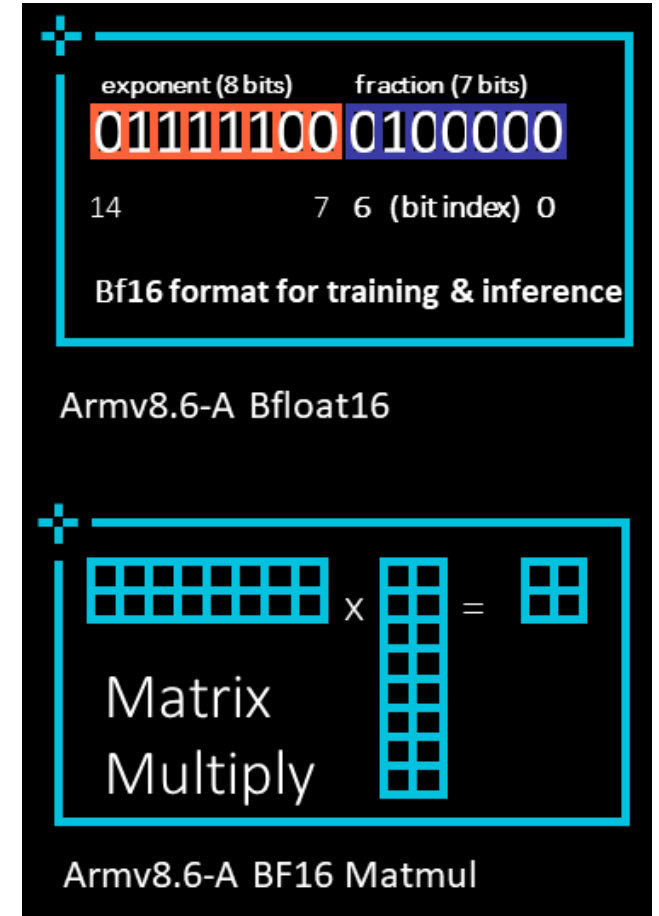 exponent (8 bits) fraction (7 bits)
01111100 0100000
14 7 6 (bit index) 0
Bf16 format for training & inference
Armv8.6-A Bfloat16
x =
Matrix
Multiply
Armv8.6-A BF16 Matmul